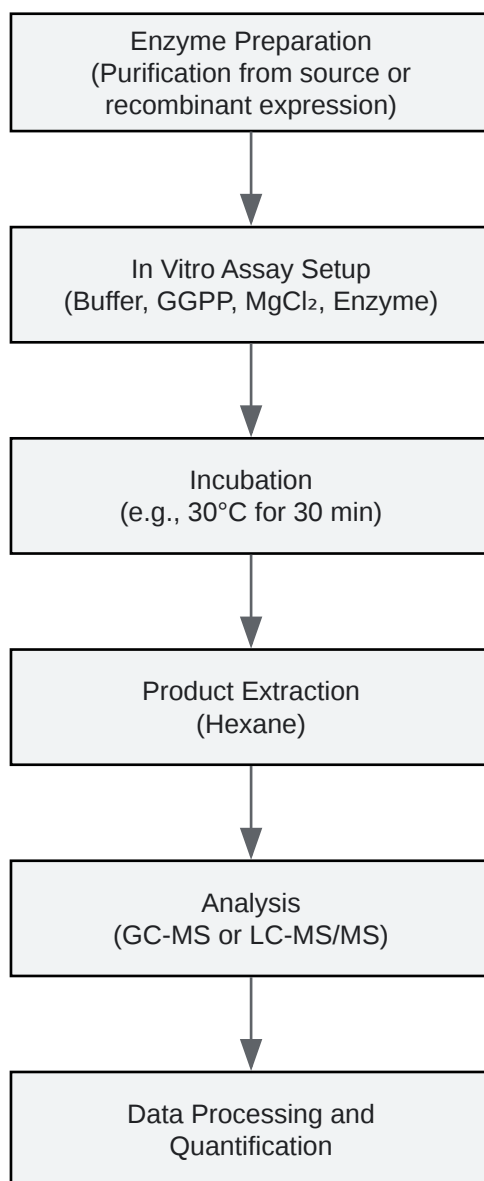 Enzyme Preparation
(Purification from source or
recombinant expression)
In Vitro Assay Setup
(Buffer, GGPP, MgCl₂, Enzyme)
Incubation
(e.g., 30°C for 30 min)
Product Extraction
(Hexane)
Analysis
(GC-MS or LC-MS/MS)
Data Processing and
Quantification